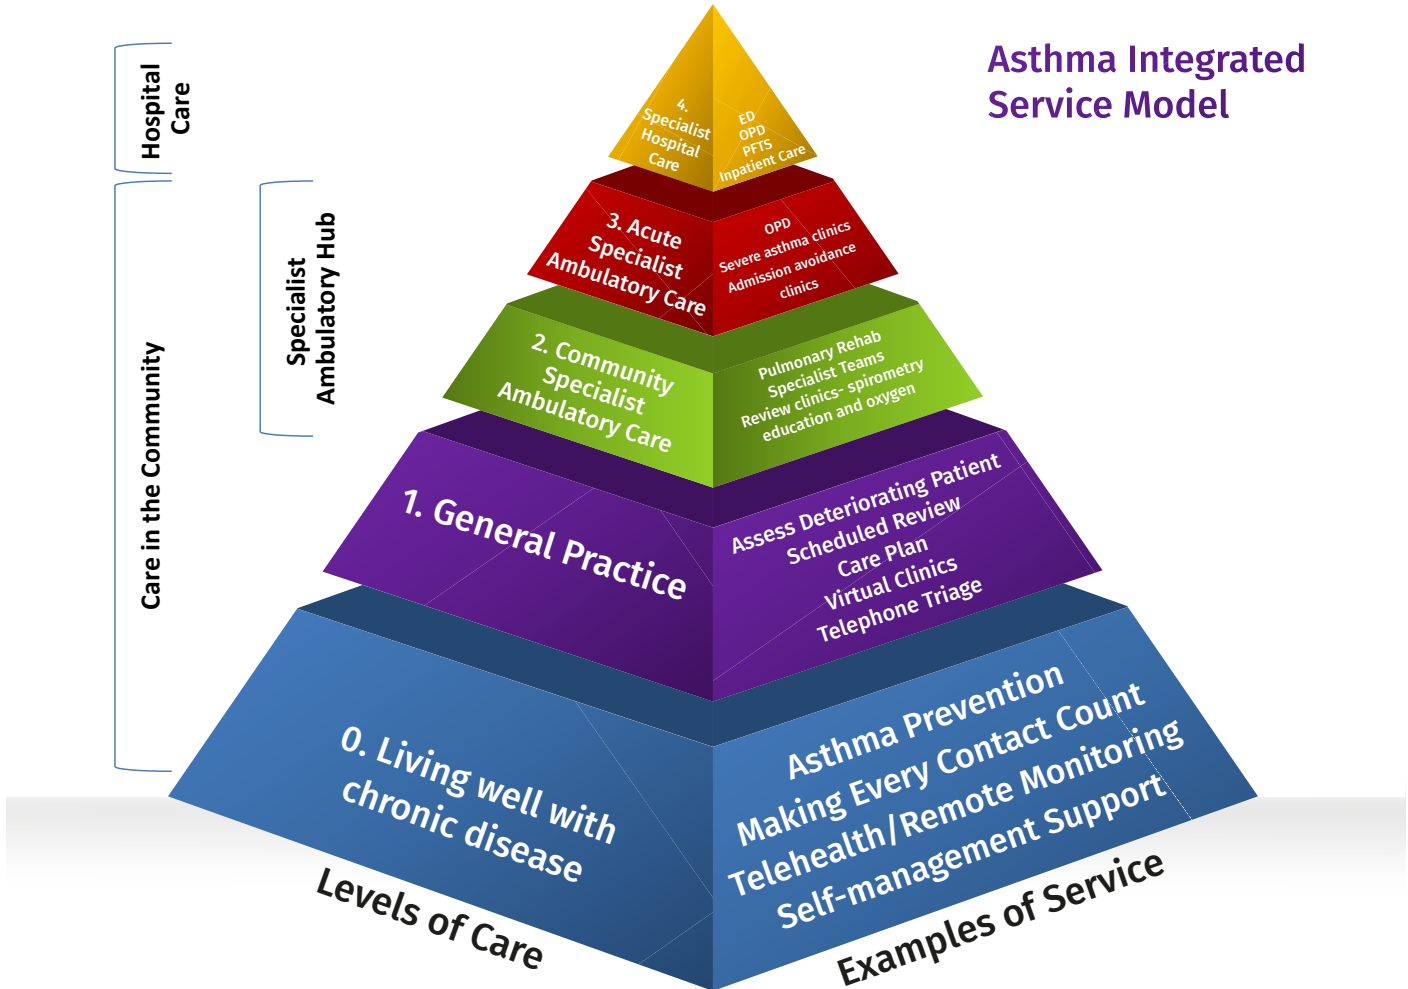 Asthma Integrated
Service Model
Hospital
Care
Specialist
Ambulatory Hub
Care in the Community
4.
Specialist
Hospital
Care
ED
OPD
PFTS
Inpatient Care
3. Acute
Specialist
Ambulatory Care
OPD
Severe asthma clinics
Admission avoidance
clinics
2. Community
Specialist
Ambulatory Care
Pulmonary Rehab
Specialist Teams
Review clinics- spirometry
education and oxygen
1. General Practice
Assess Deteriorating Patient
Scheduled Review
Care Plan
Virtual Clinics
Telephone Triage
0. Living well with
chronic disease
Asthma Prevention
Making Every Contact Count
Telehealth/Remote Monitoring
Self-management Support
Levels of Care
Examples of Service